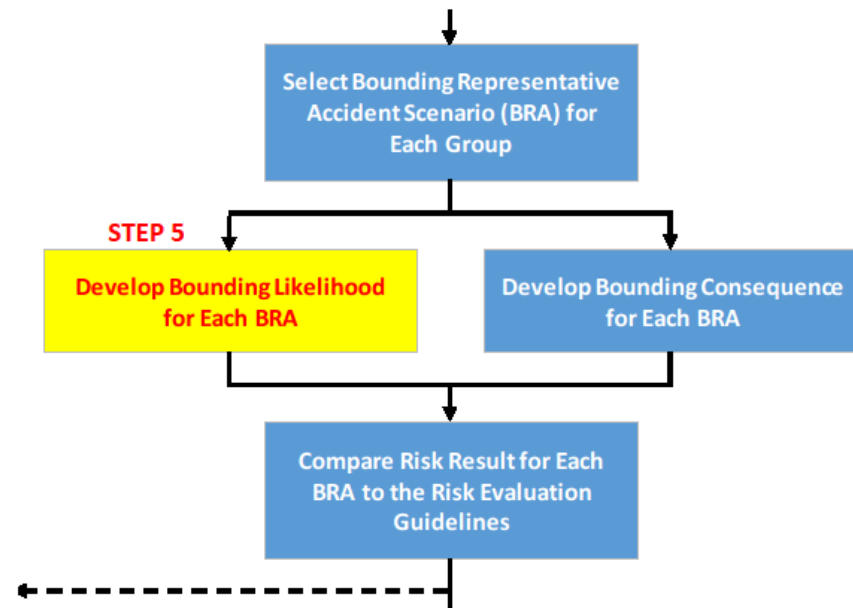 Select Bounding Representative
Accident Scenario (BRA) for
Each Group
STEP 5
Develop Bounding Likelihood
for Each BRA
Develop Bounding Consequence
for Each BRA
Compare Risk Result for Each
BRA to the Risk Evaluation
Guidelines